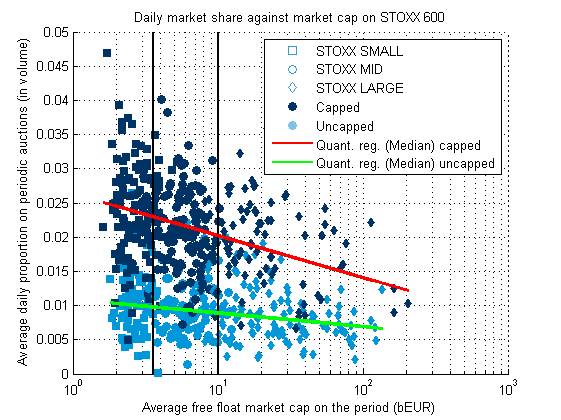 Daily market share against market cap on STOXX 600
Average daily proportion on periodic auctions (in volume)
0.05
0.045
0.04
0.035
0.03
0.025
0.02
0.015
0.01
0.005
0
STOXX SMALL
STOXX MID
STOXX LARGE
Capped
Uncapped
Quant. reg. (Median) capped
Quant. reg. (Median) uncapped
10^0 10^1 10^2 10^3
Average free float market cap on the period (bEUR)